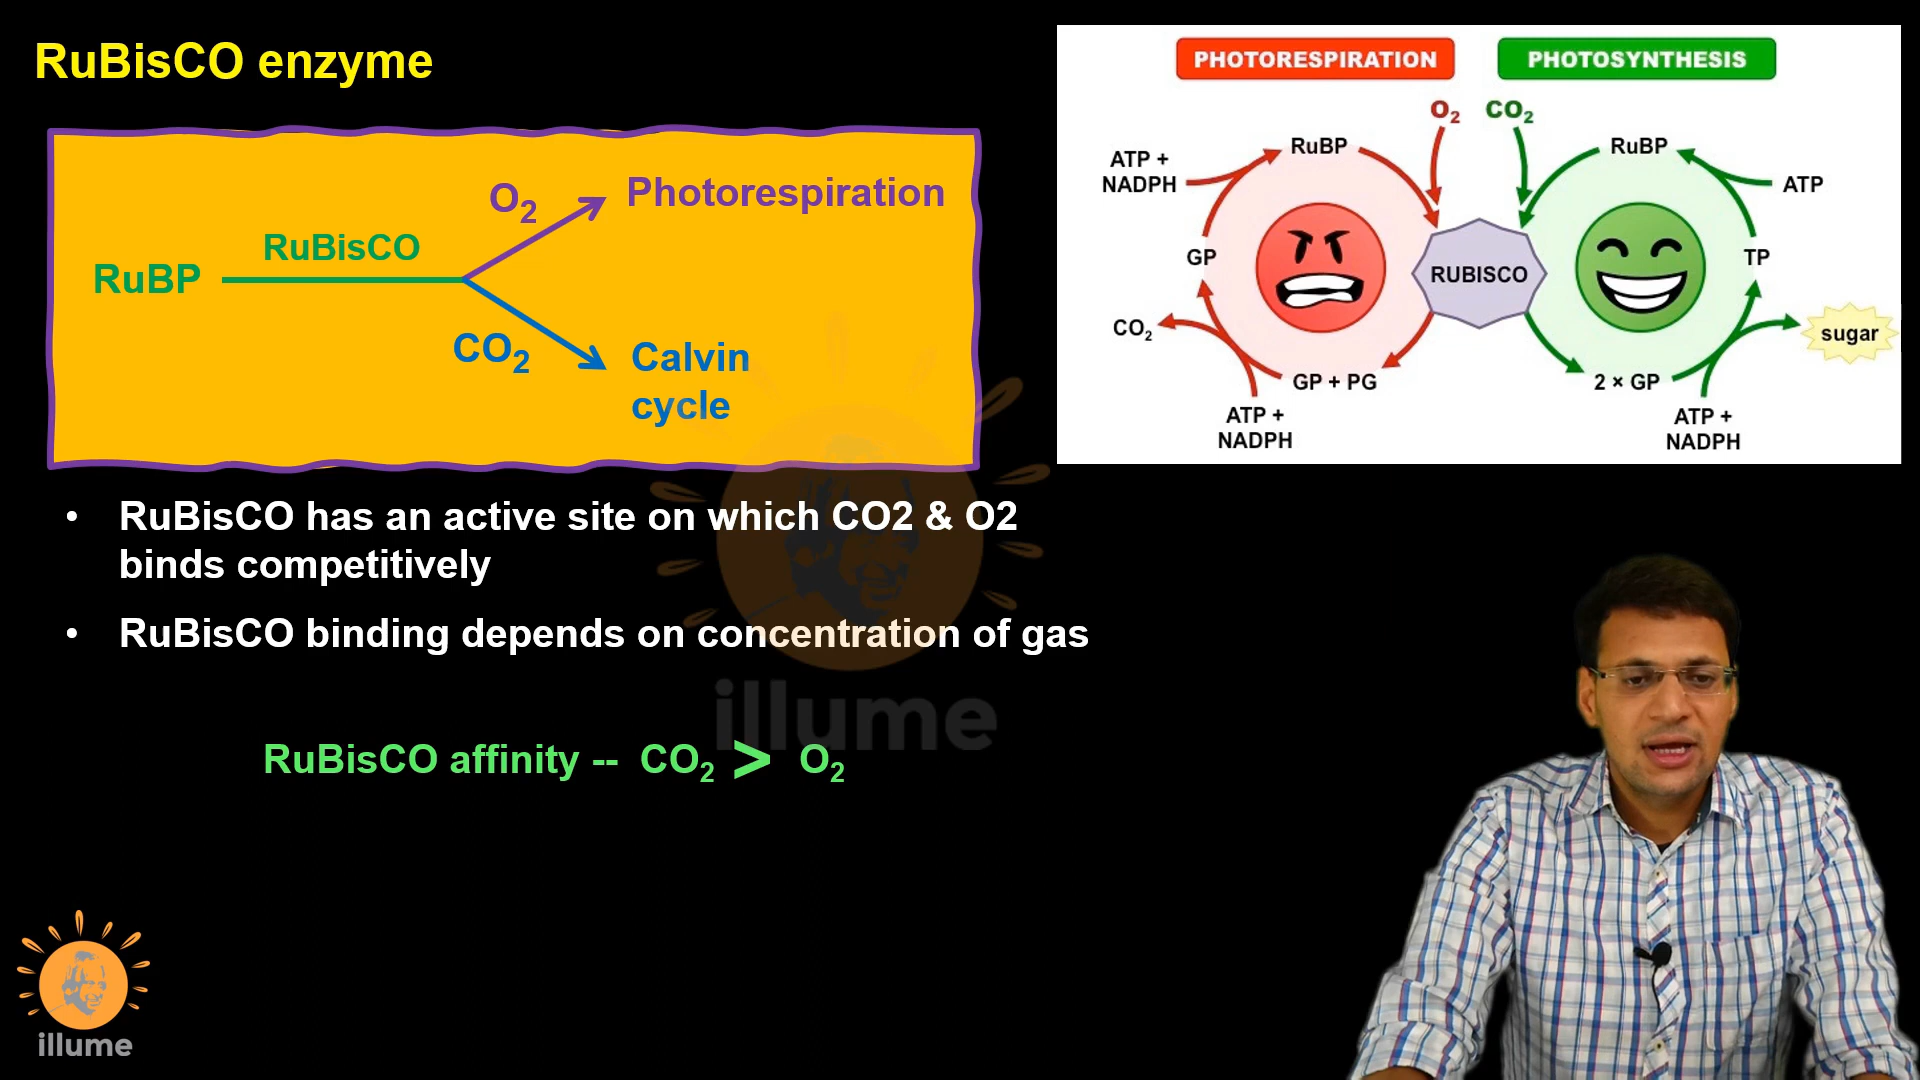 RuBisCO enzyme
O2
Photorespiration
RuBisCO
RuBP
CO2
Calvin
cycle
PHOTORESPIRATION
PHOTOSYNTHESIS
O2
CO2
RuBP
RuBP
ATP +
NADPH
ATP
GP
RUBISCO
TP
CO2
sugar
GP + PG
2 × GP
ATP +
NADPH
ATP +
NADPH
• RuBisCO has an active site on which CO2 & O2
binds competitively
• RuBisCO binding depends on concentration of gas
illume
RuBisCO affinity -- CO2 > O2
illume